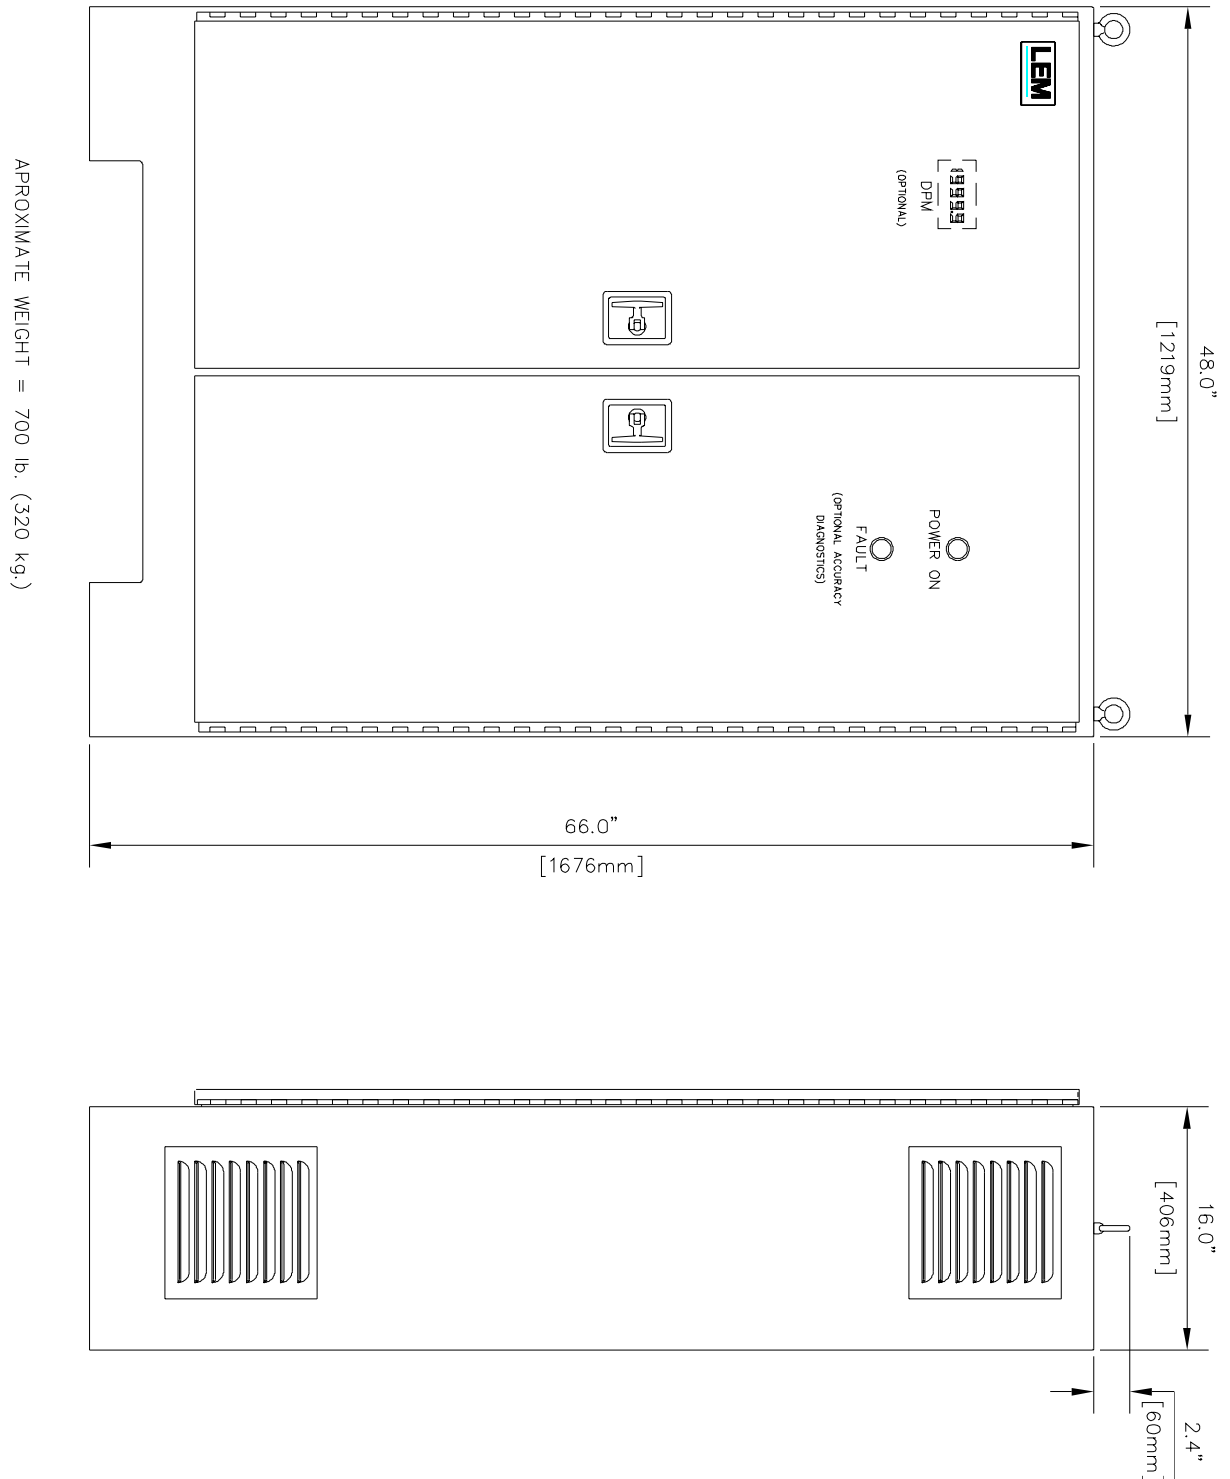 48.0"
[1219mm]
LEM
DPM
(OPTIONAL)
POWER ON
FAULT
(OPTIONAL ACCURACY
DIAGNOSTICS)
66.0"
[1676mm]
APROXIMATE WEIGHT = 700 lb. (320 kg.)
16.0"
[406mm]
2.4"
[60mm]